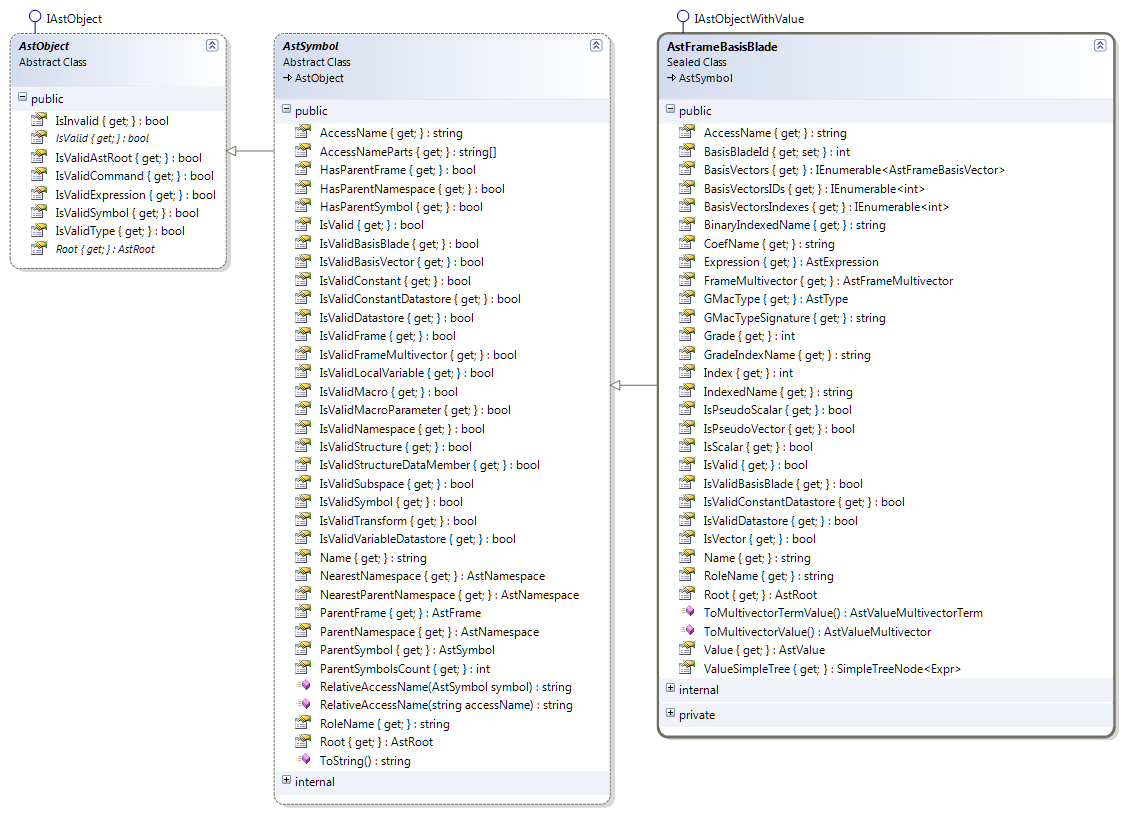 IAstObject
AstObject
Abstract Class
public
IsInvalid { get; } : bool
IsValid { get; } : bool
IsValidAstRoot { get; } : bool
IsValidCommand { get; } : bool
IsValidExpression { get; } : bool
IsValidSymbol { get; } : bool
IsValidType { get; } : bool
Root { get; } : AstRoot
AstSymbol
Abstract Class
AstObject
public
AccessName { get; } : string
AccessNameParts { get; } : string[]
HasParentFrame { get; } : bool
HasParentNamespace { get; } : bool
HasParentSymbol { get; } : bool
IsValid { get; } : bool
IsValidBasisBlade { get; } : bool
IsValidBasisVector { get; } : bool
IsValidConstant { get; } : bool
IsValidConstantDatastore { get; } : bool
IsValidDatastore { get; } : bool
IsValidFrame { get; } : bool
IsValidFrameMultivector { get; } : bool
IsValidLocalVariable { get; } : bool
IsValidMacro { get; } : bool
IsValidMacroParameter { get; } : bool
IsValidNamespace { get; } : bool
IsValidStructure { get; } : bool
IsValidStructureDataMember { get; } : bool
IsValidSubspace { get; } : bool
IsValidSymbol { get; } : bool
IsValidTransform { get; } : bool
IsValidVariableDatastore { get; } : bool
Name { get; } : string
NearestNamespace { get; } : AstNamespace
NearestParentNamespace { get; } : AstNamespace
ParentFrame { get; } : AstFrame
ParentNamespace { get; } : AstNamespace
ParentSymbol { get; } : AstSymbol
ParentSymbolsCount { get; } : int
RelativeAccessName(AstSymbol symbol) : string
RelativeAccessName(string accessName) : string
RoleName { get; } : string
Root { get; } : AstRoot
ToString() : string
internal
IAstObjectWithValue
AstFrameBasisBlade
Sealed Class
AstSymbol
public
AccessName { get; } : string
BasisBladeId { get; set; } : int
BasisVectors { get; } : IEnumerable<AstFrameBasisVector>
BasisVectorsIDs { get; } : IEnumerable<int>
BasisVectorsIndexes { get; } : IEnumerable<int>
BinaryIndexedName { get; } : string
CoefName { get; } : string
Expression { get; } : AstExpression
FrameMultivector { get; } : AstFrameMultivector
GMacType { get; } : AstType
GMacTypeSignature { get; } : string
Grade { get; } : int
GradeIndexName { get; } : string
Index { get; } : int
IndexedName { get; } : string
IsPseudoScalar { get; } : bool
IsPseudoVector { get; } : bool
IsScalar { get; } : bool
IsValid { get; } : bool
IsValidBasisBlade { get; } : bool
IsValidConstantDatastore { get; } : bool
IsValidDatastore { get; } : bool
IsVector { get; } : bool
Name { get; } : string
RoleName { get; } : string
Root { get; } : AstRoot
ToMultivectorTermValue() : AstValueMultivectorTerm
ToMultivectorValue() : AstValueMultivector
Value { get; } : AstValue
ValueSimpleTree { get; } : SimpleTreeNode<Expr>
internal
private